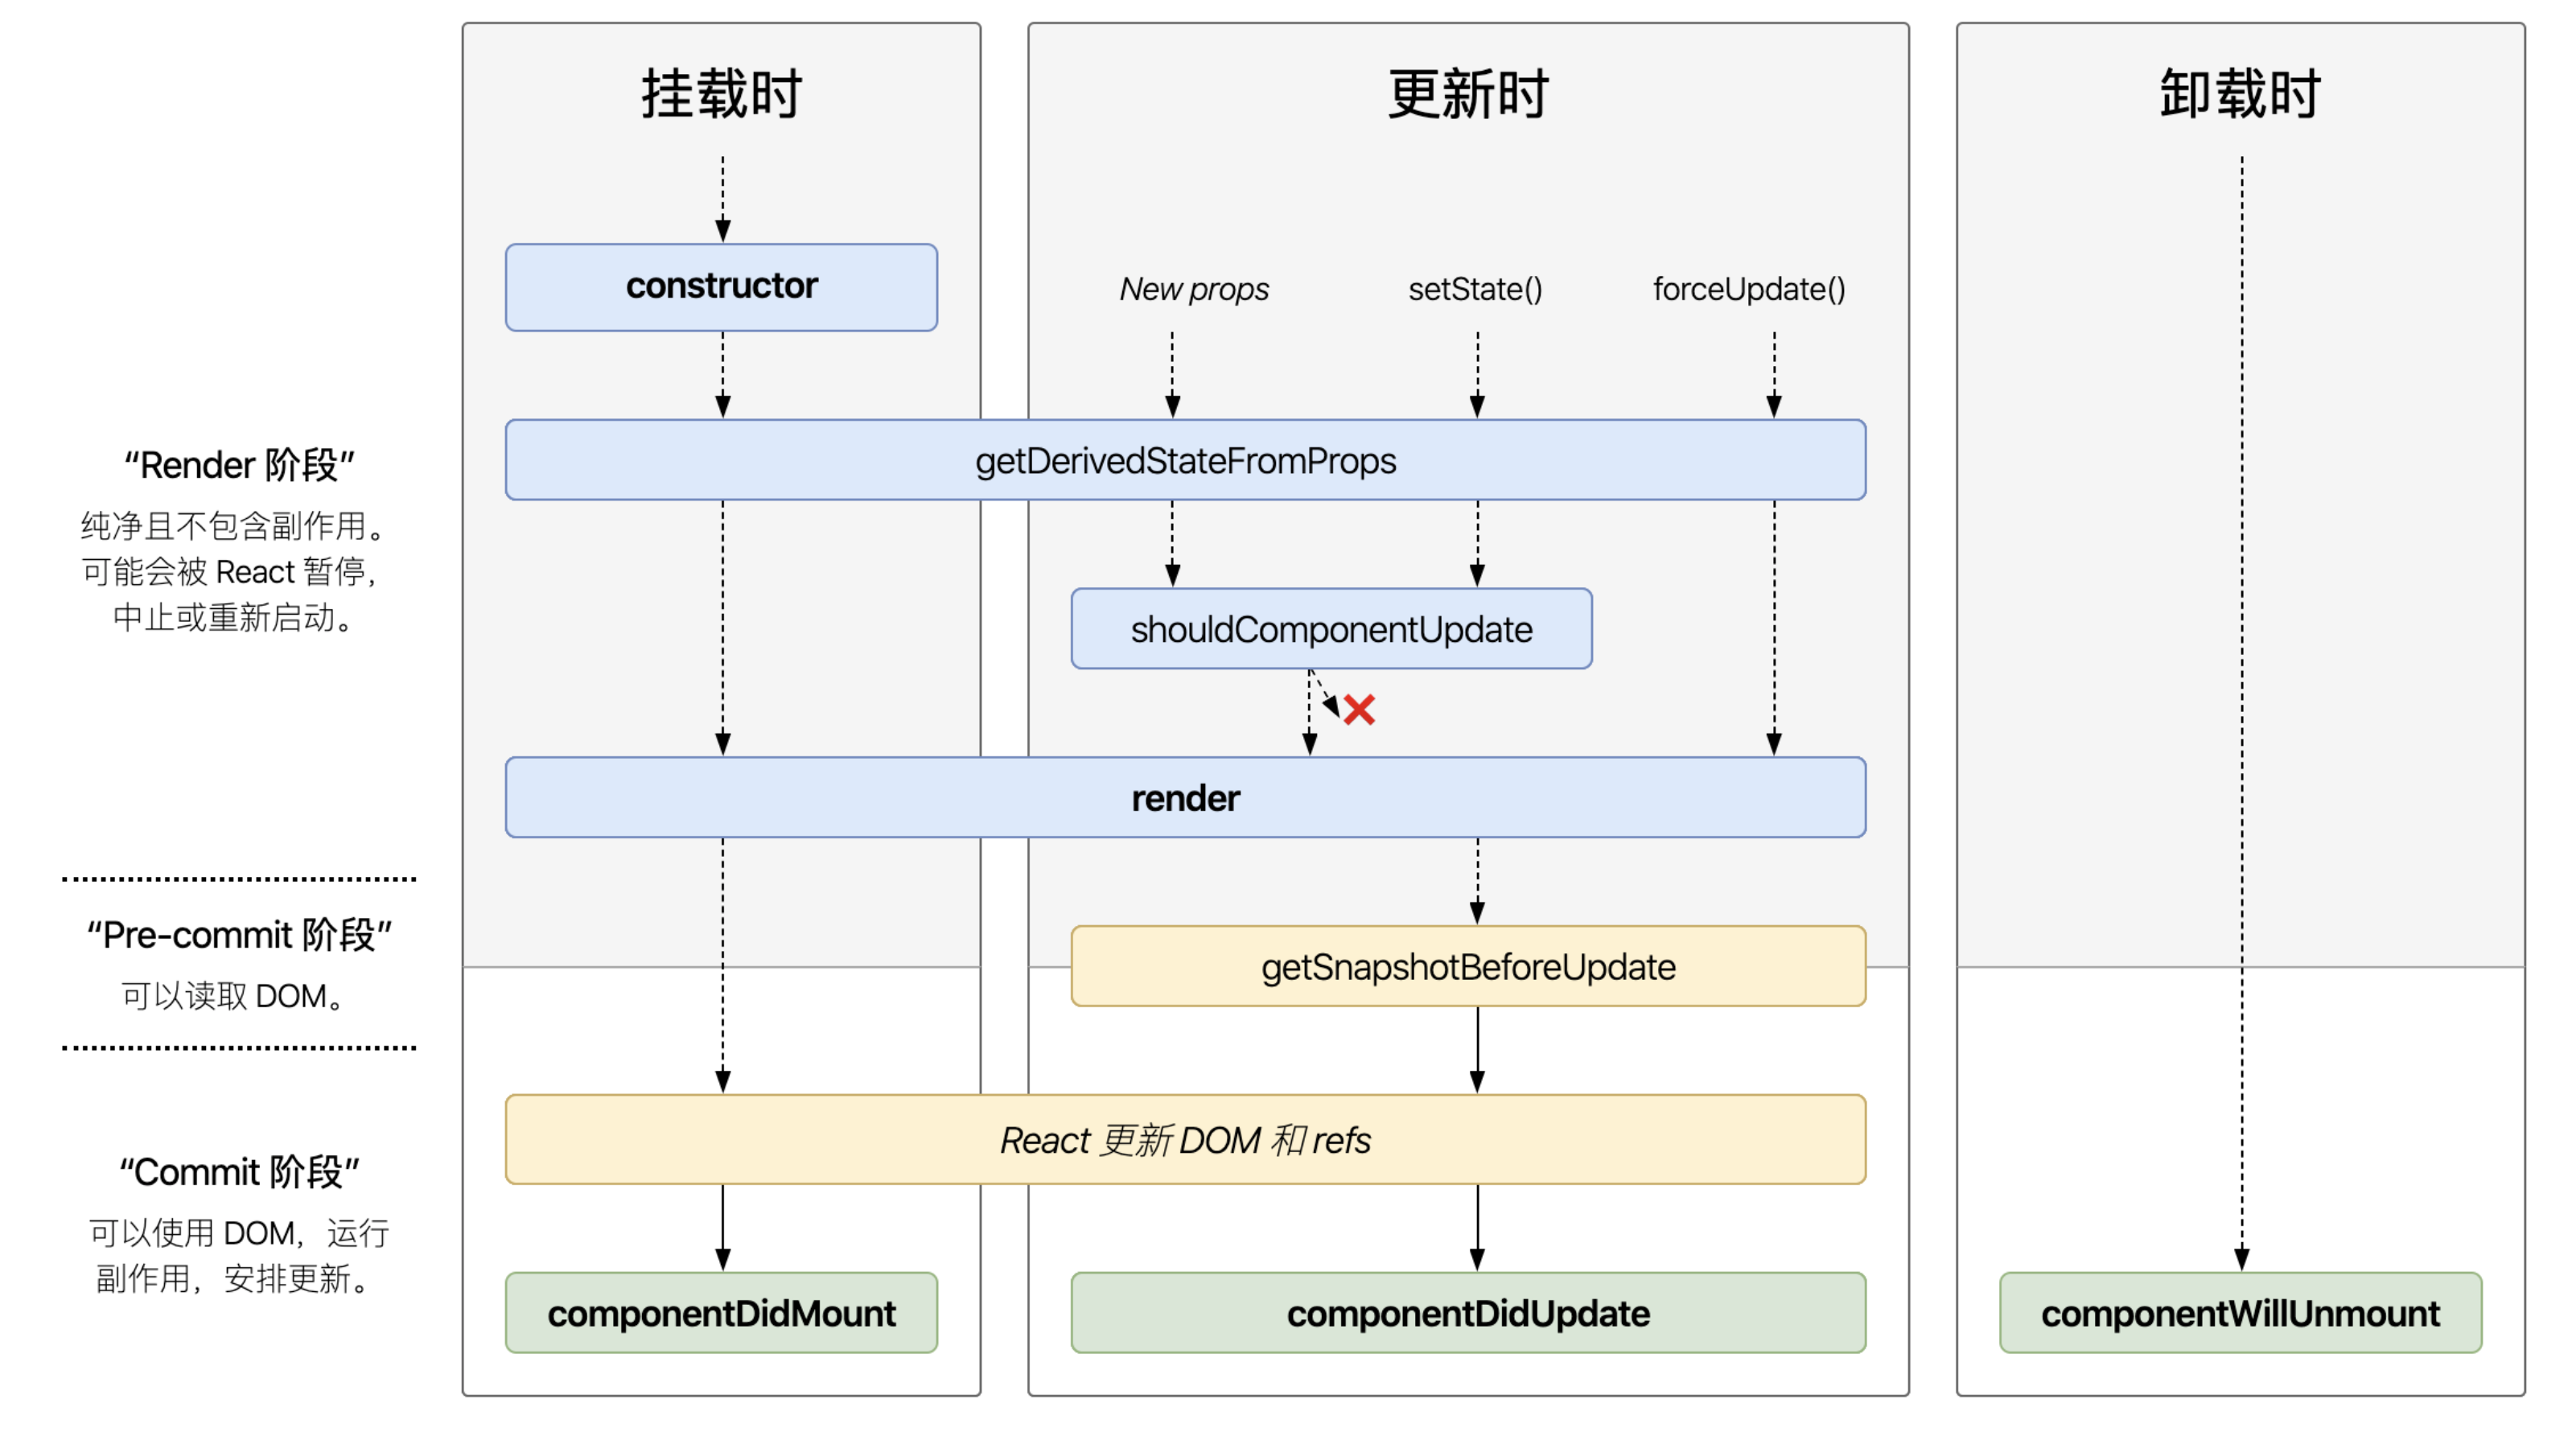 挂载时
更新时
卸载时
constructor
New props
setState()
forceUpdate()
“Render 阶段”
纯净且不包含副作用。
可能会被 React 暂停，
中止或重新启动。
getDerivedStateFromProps
shouldComponentUpdate
render
“Pre-commit 阶段”
可以读取 DOM。
getSnapshotBeforeUpdate
React 更新 DOM 和 refs
“Commit 阶段”
可以使用 DOM，运行
副作用，安排更新。
componentDidMount
componentDidUpdate
componentWillUnmount